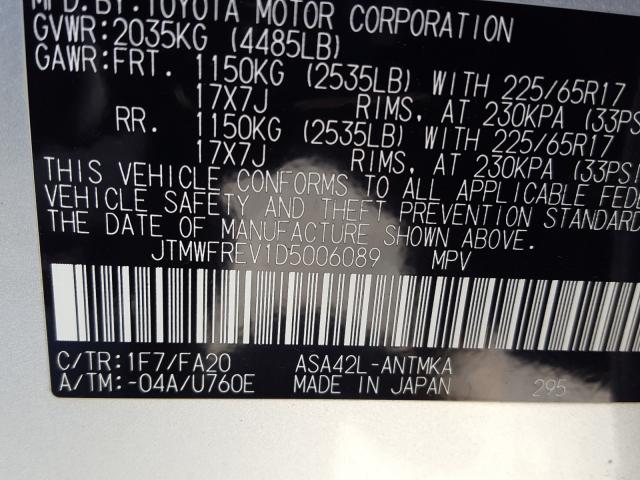 MFD.BY:TOYOTA MOTOR CORPORATION
GVWR:2035KG (4485LB)
GAWR:FRT. 1150KG (2535LB) WITH 225/65R17
17X7J RIMS, AT 230KPA (33PS
RR. 1150KG (2535LB) WITH 225/65R17
17X7J RIMS, AT 230KPA (33PSI
THIS VEHICLE CONFORMS TO ALL APPLICABLE FEDE
VEHICLE SAFETY AND THEFT PREVENTION STANDARD
THE DATE OF MANUFACTURE SHOWN ABOVE.
JTMWFREV1D5006089 MPV
C/TR:1F7/FA20 ASA42L-ANTMKA
A/TM:-04A/U760E MADE IN JAPAN 295